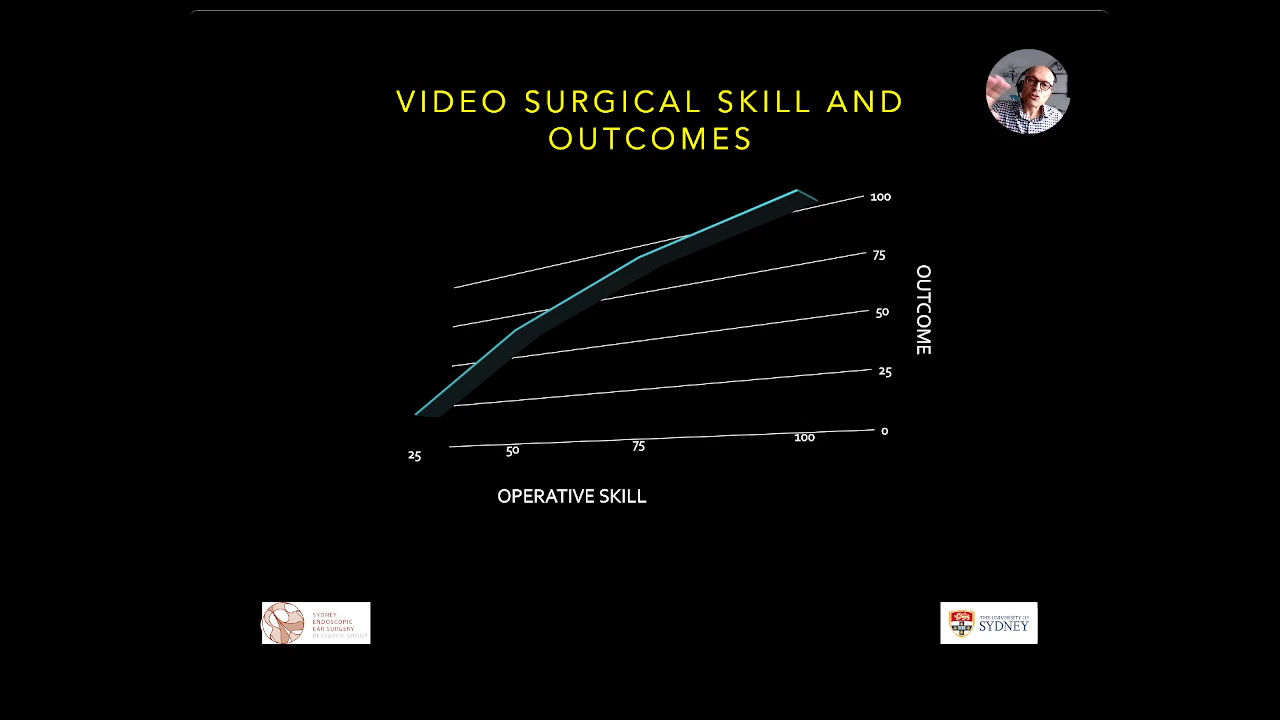 VIDEO SURGICAL SKILL AND
OUTCOMES
100
75
50
25
0
OUTCOME
25
50
75
100
OPERATIVE SKILL
SYDNEY
ENDOSCOPIC
EAR SURGERY
RESEARCH GROUP
THE UNIVERSITY OF
SYDNEY